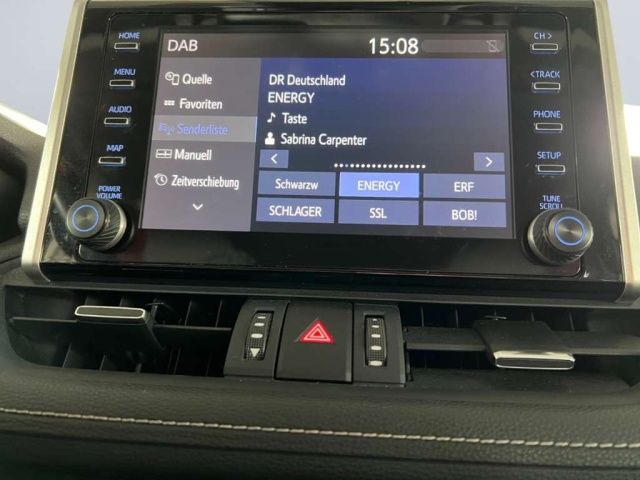 HOME
MENU
AUDIO
MAP
POWER
VOLUME
DAB
15:08
Quelle
Favoriten
Senderliste
Manuell
Zeitverschiebung
DR Deutschland
ENERGY
Taste
Sabrina Carpenter
Schwarzw
ENERGY
ERF
SCHLAGER
SSL
BOB!
CH >
<TRACK
PHONE
SETUP
TUNE
SCROLL